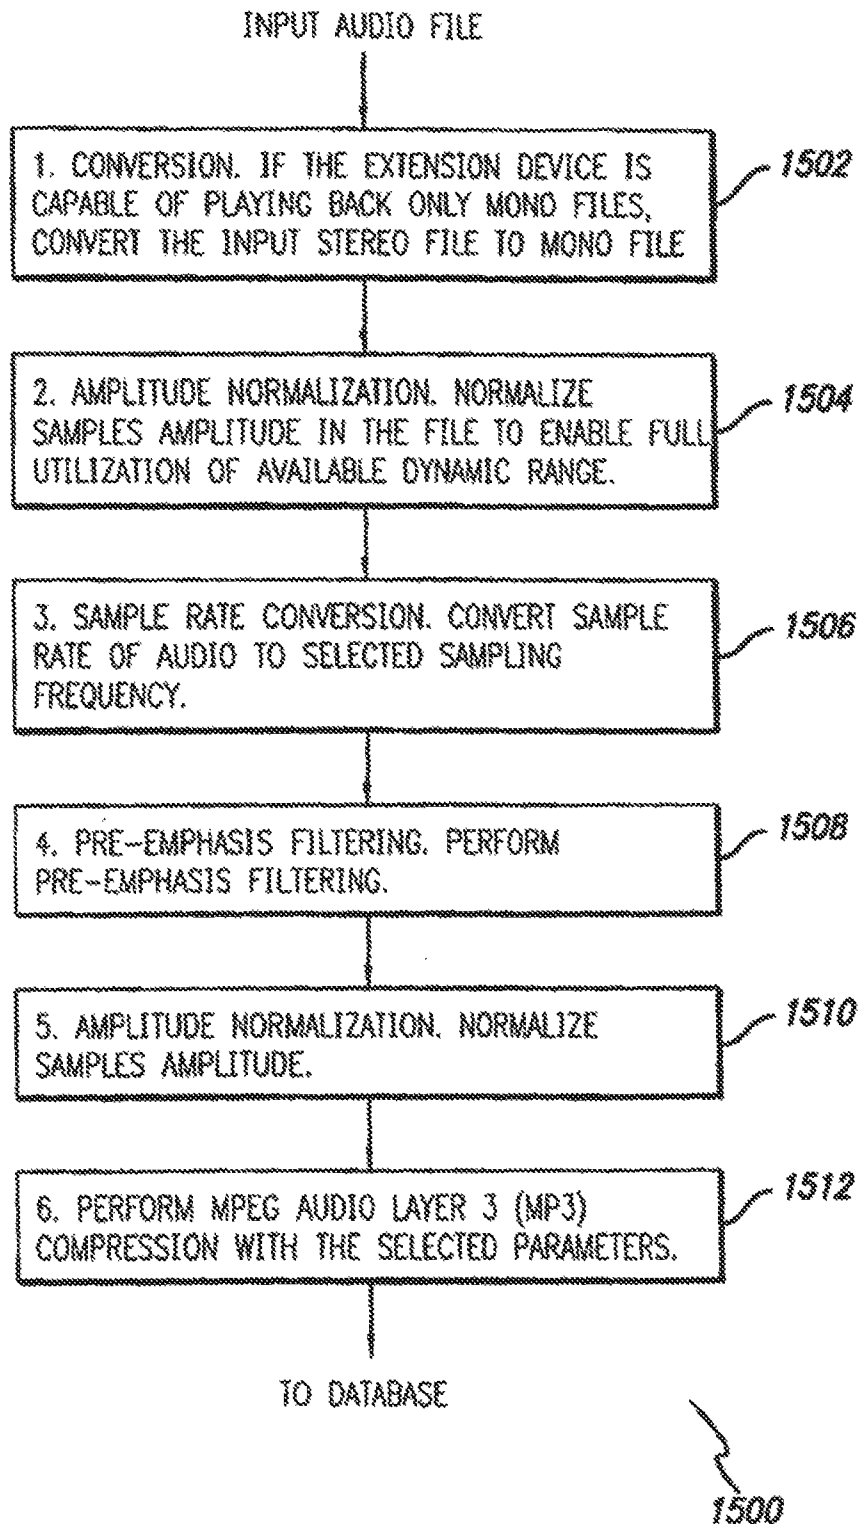 INPUT AUDIO FILE
1. CONVERSION. IF THE EXTENSION DEVICE IS
CAPABLE OF PLAYING BACK ONLY MONO FILES,
CONVERT THE INPUT STEREO FILE TO MONO FILE
1502
2. AMPLITUDE NORMALIZATION. NORMALIZE
SAMPLES AMPLITUDE IN THE FILE TO ENABLE FULL
UTILIZATION OF AVAILABLE DYNAMIC RANGE.
1504
3. SAMPLE RATE CONVERSION. CONVERT SAMPLE
RATE OF AUDIO TO SELECTED SAMPLING
FREQUENCY.
1506
4. PRE-EMPHASIS FILTERING. PERFORM
PRE-EMPHASIS FILTERING.
1508
5. AMPLITUDE NORMALIZATION. NORMALIZE
SAMPLES AMPLITUDE.
1510
6. PERFORM MPEG AUDIO LAYER 3 (MP3)
COMPRESSION WITH THE SELECTED PARAMETERS.
1512
TO DATABASE
1500